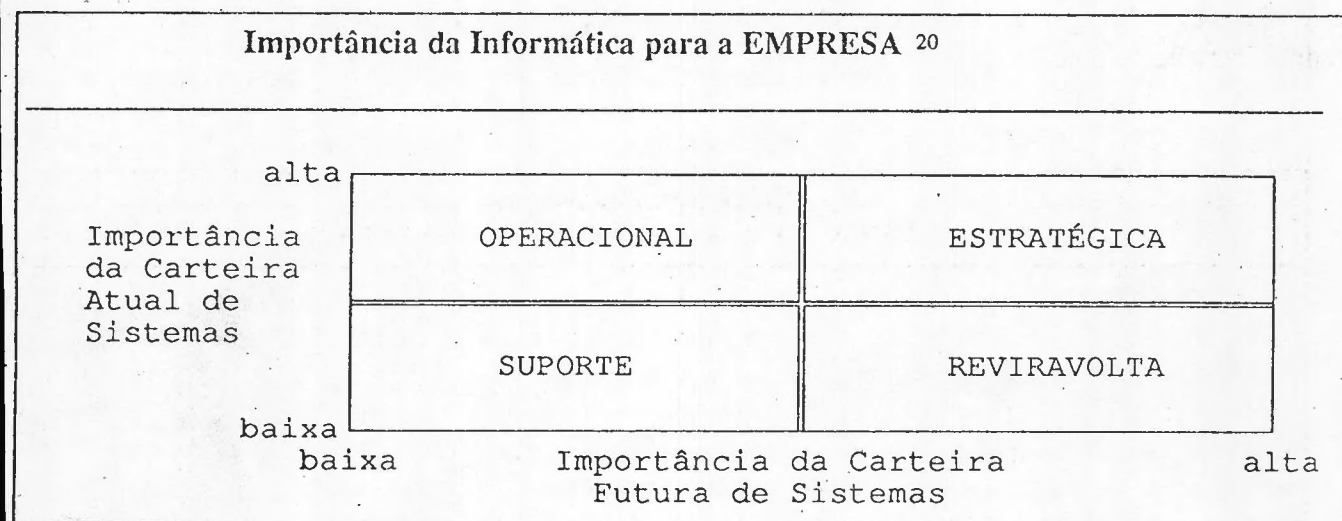 Importância da Informática para a EMPRESA 20
alta
Importância
da Carteira
Atual de
Sistemas
OPERACIONAL
ESTRATÉGICA
SUPORTE
REVIRAVOLTA
baixa
baixa
Importância da Carteira
Futura de Sistemas
alta